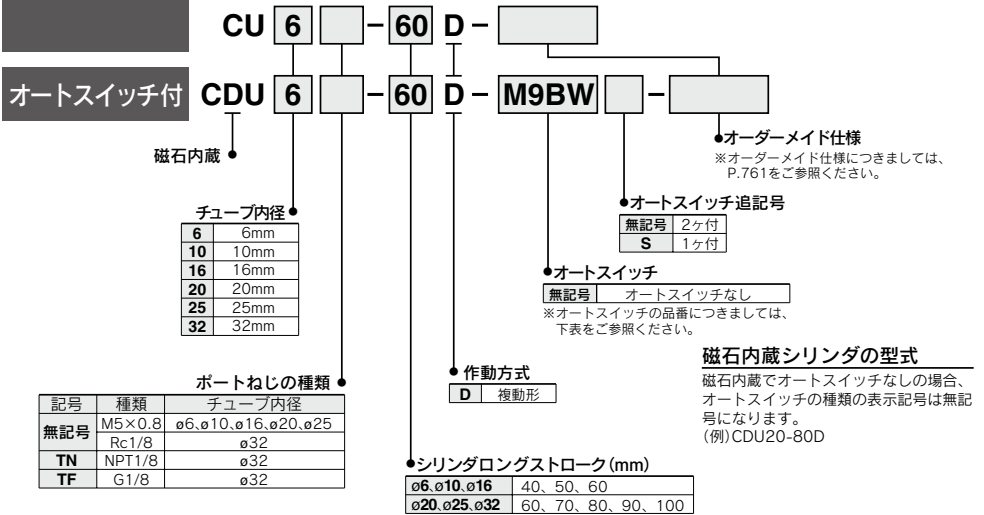 CU 6 － 60 D －
オートスイッチ付 CDU 6 － 60 D － M9BW －
磁石内蔵
オーダーメイド仕様
※オーダーメイド仕様につきましては、
P.761をご参照ください。
オートスイッチ追記号
無記号 2ヶ付
S 1ヶ付
チューブ内径
6 6mm
10 10mm
16 16mm
20 20mm
25 25mm
32 32mm
オートスイッチ
無記号 オートスイッチなし
※オートスイッチの品番につきましては、
下表をご参照ください。
磁石内蔵シリンダの型式
磁石内蔵でオートスイッチなしの場合、
オートスイッチの種類の表示記号は無記
号になります。
(例)CDU20-80D
作動方式
D 複動形
ポートねじの種類
記号 種類 チューブ内径
無記号 M5×0.8 ø6、ø10、ø16、ø20、ø25
Rc1/8 ø32
TN NPT1/8 ø32
TF G1/8 ø32
シリンダロングストローク(mm)
ø6、ø10、ø16 40、50、60
ø20、ø25、ø32 60、70、80、90、100